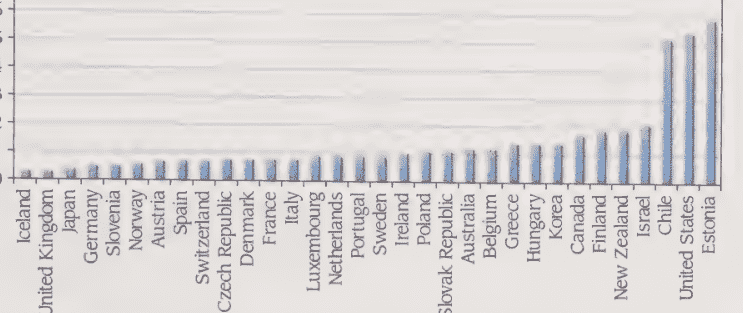 Iceland
United Kingdom
Japan
Germany
Slovenia
Norway
Austria
Spain
Switzerland
Czech Republic
Denmark
France
Italy
Luxembourg
Netherlands
Portugal
Sweden
Ireland
Poland
Slovak Republic
Australia
Belgium
Greece
Hungary
Korea
Canada
Finland
New Zealand
Israel
Chile
United States
Estonia